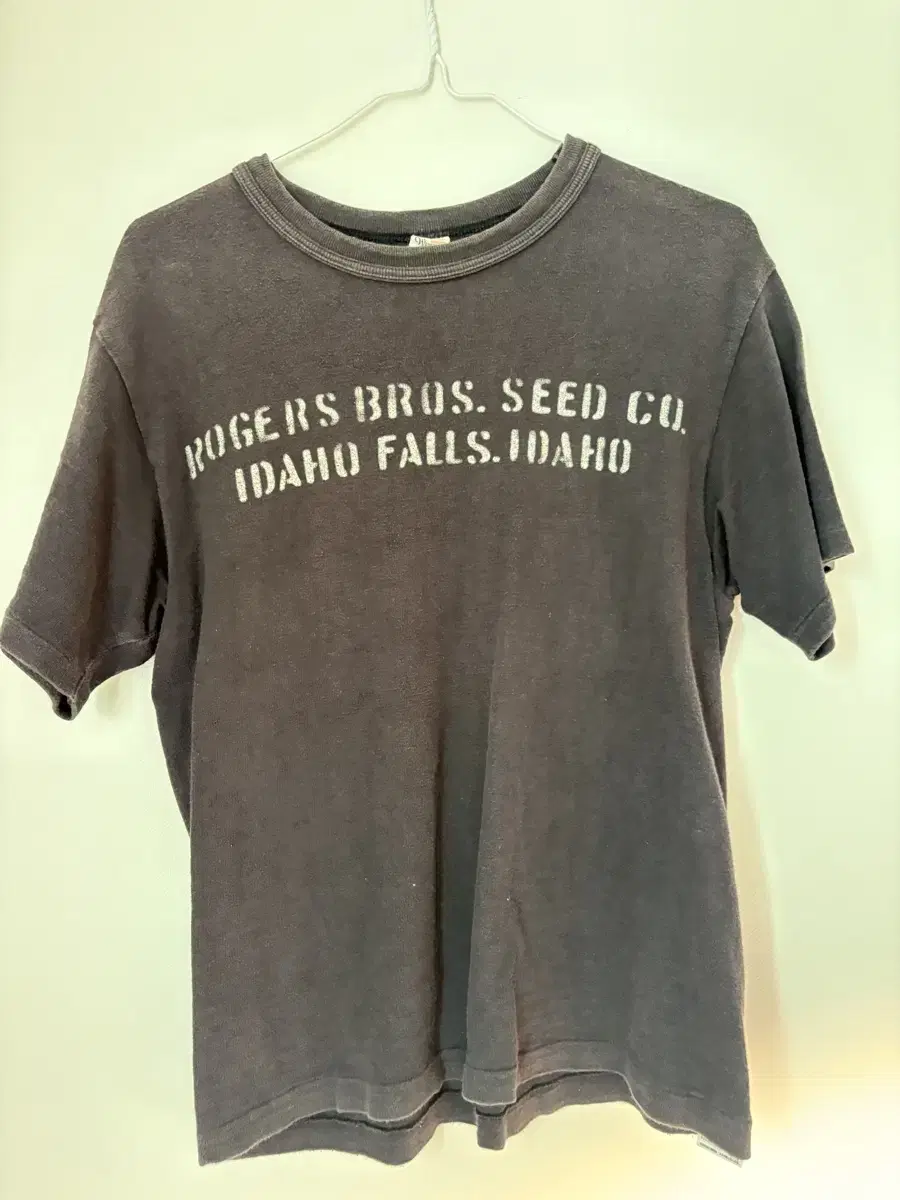 ROGERS BROS. SEED CO.
IDAHO FALLS. IDAHO